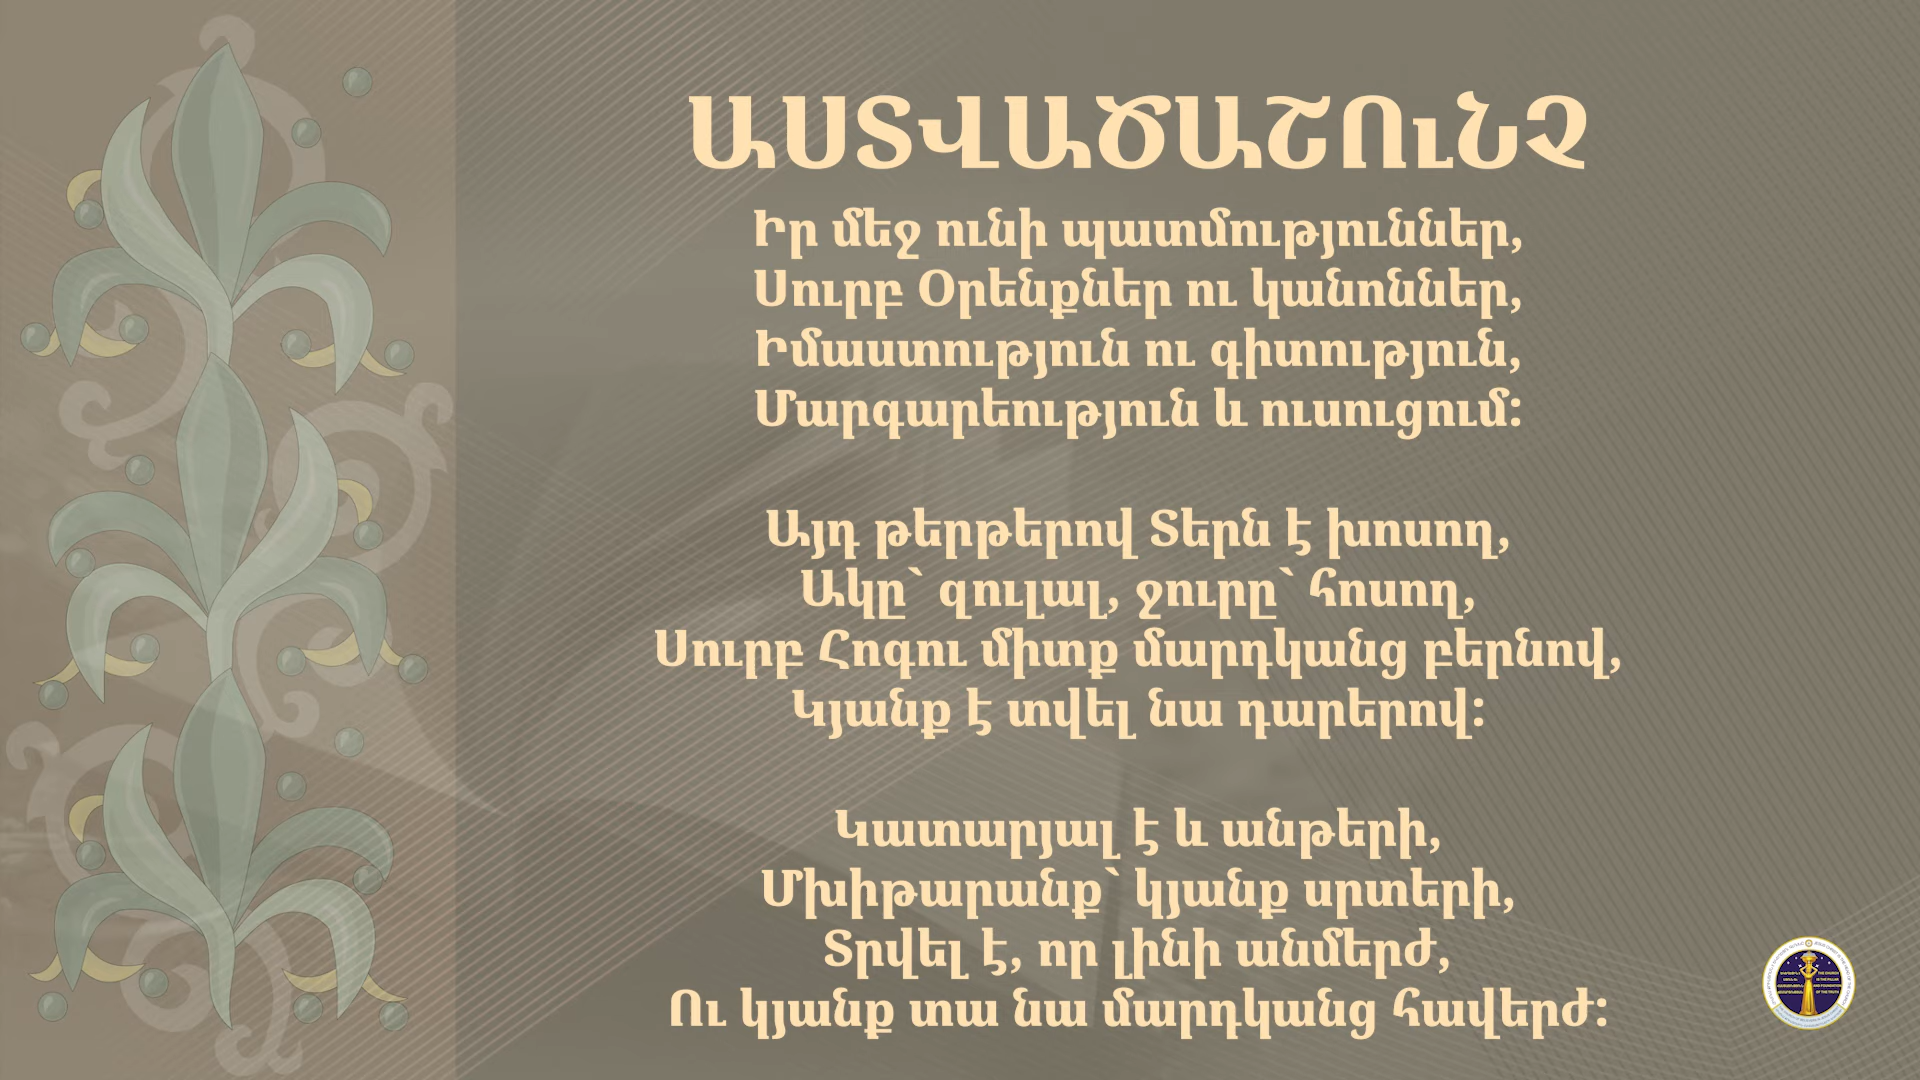 ԱՍՏՎԱԾԱՇՈւՆՉ
Իր մեջ ունի պատմություններ,
Սուրբ Օրենքներ ու կանոններ,
Իմաստություն ու գիտություն,
Մարգարեություն և ուսուցում:
Այդ թերթերով Տերն է խոսող,
Ակը՝ զուլալ, ջուրը՝ հոսող,
Սուրբ Հոգու միտք մարդկանց բերնով,
Կյանք է տվել նա դարերով:
Կատարյալ է և անթերի,
Մխիթարանք՝ կյանք սրտերի,
Տրվել է, որ լինի անմերժ,
Ու կյանք տա նա մարդկանց հավերժ: